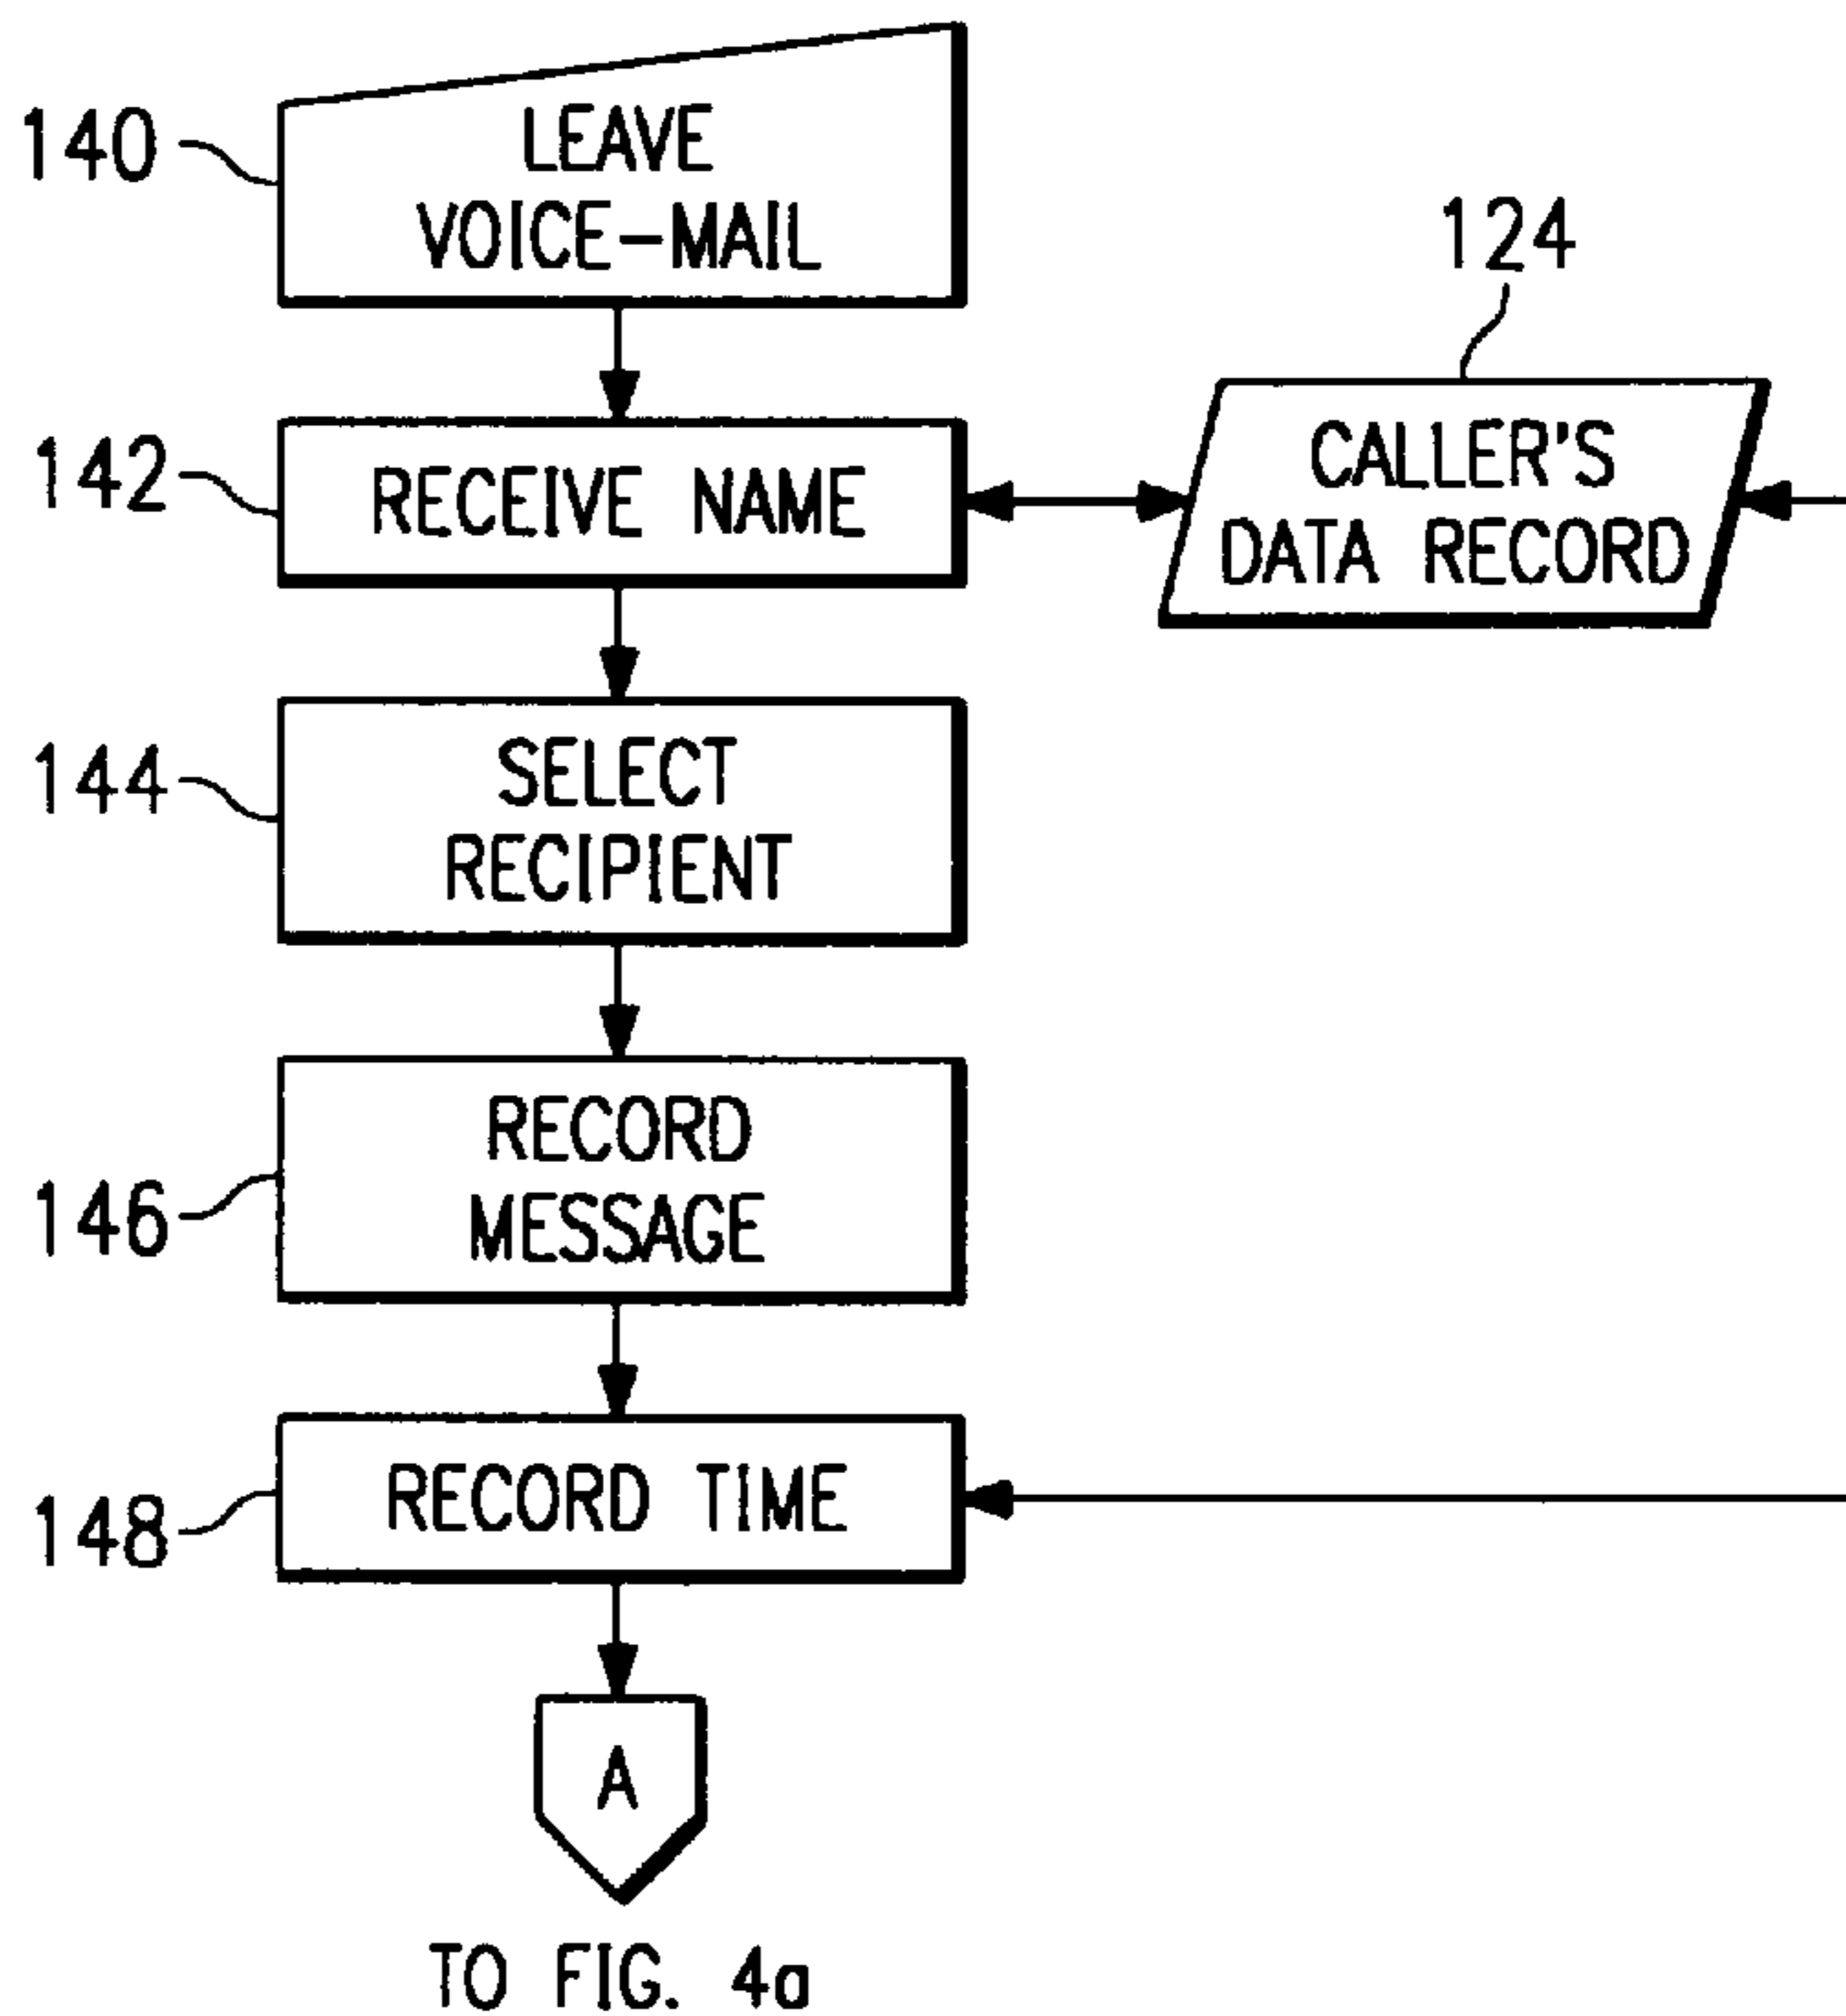 140
LEAVE
VOICE-MAIL
124
142
RECEIVE NAME
CALLER'S
DATA RECORD
144
SELECT
RECIPIENT
146
RECORD
MESSAGE
148
RECORD TIME
A
TO FIG. 4a